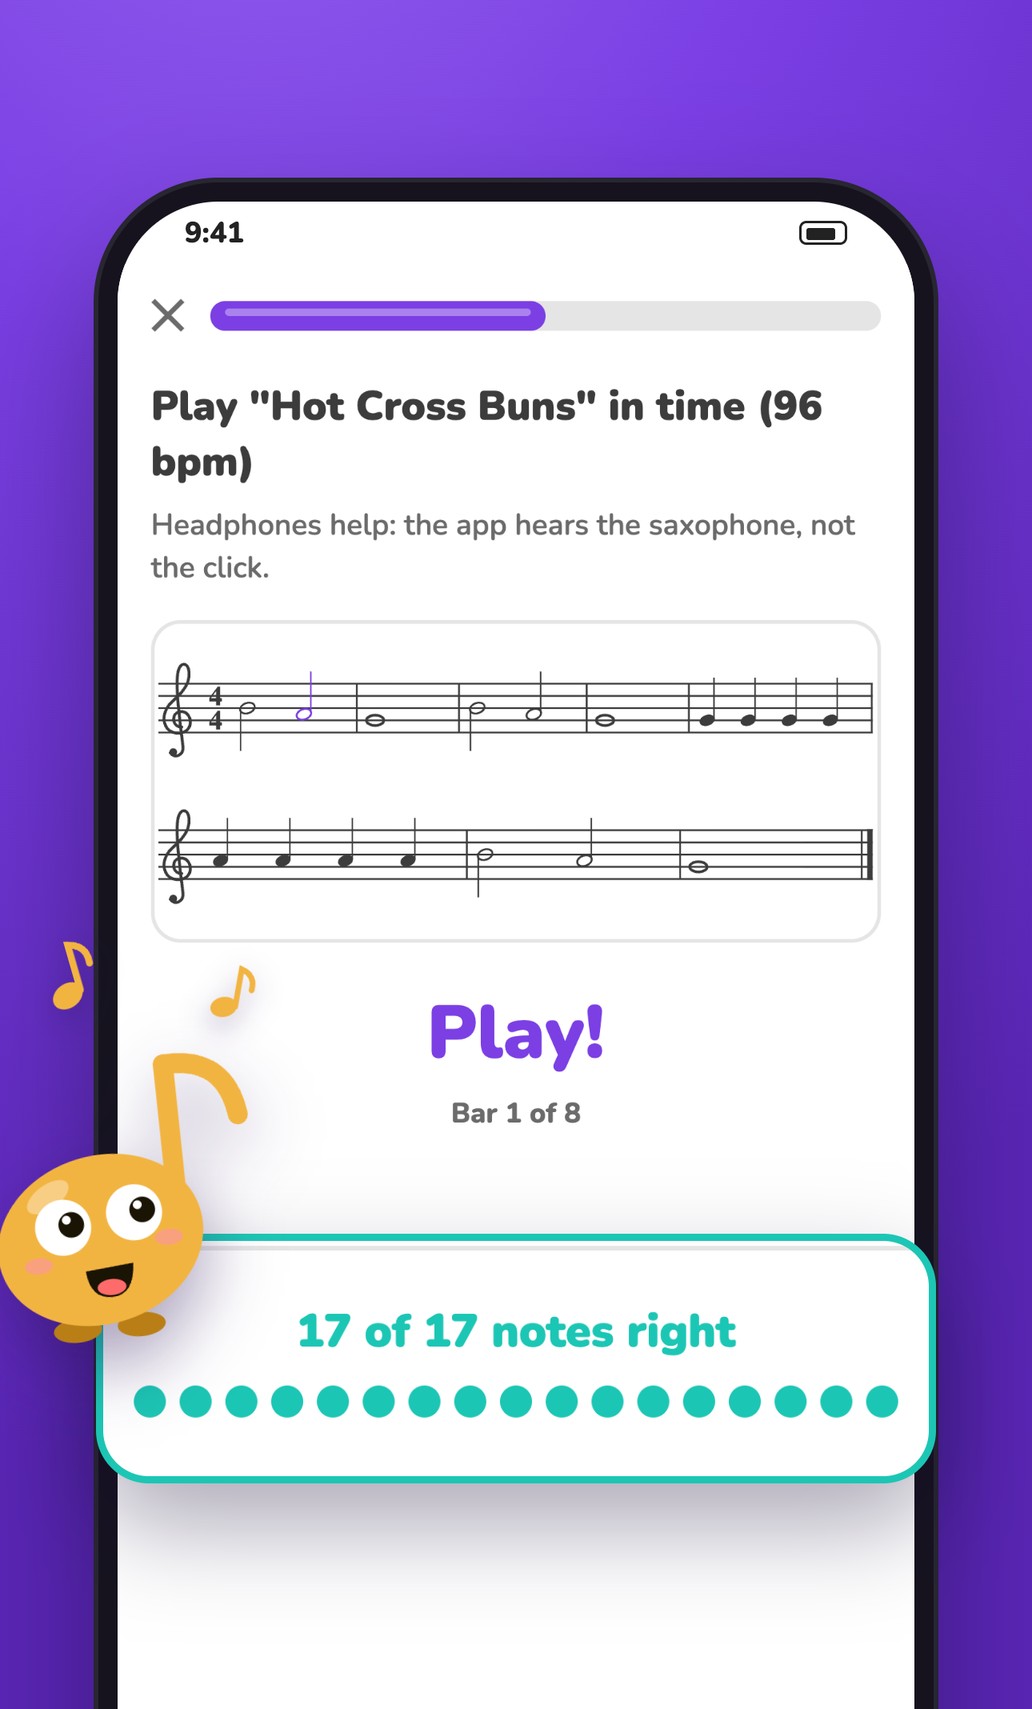 9:41
Play "Hot Cross Buns" in time (96
bpm)
Headphones help: the app hears the saxophone, not
the click.
4
4
Play!
Bar 1 of 8
17 of 17 notes right